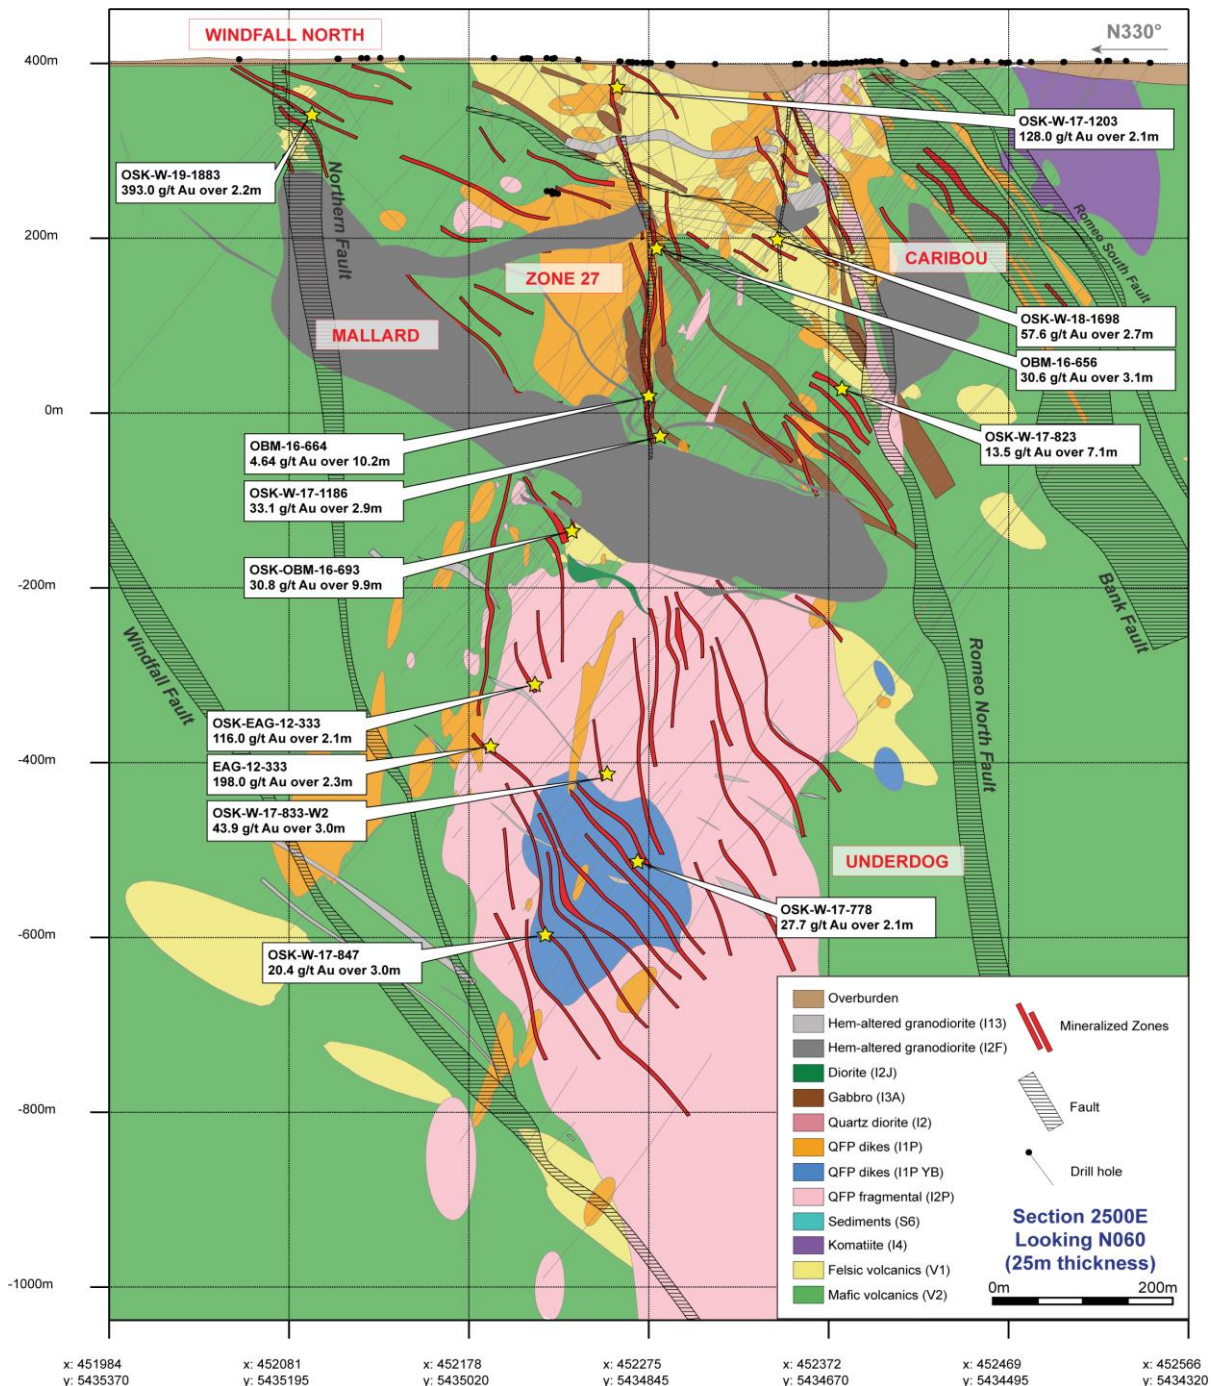 WINDFALL NORTH
N330°
400m
OSK-W-17-1203
128.0 g/t Au over 2.1m
OSK-W-19-1883
393.0 g/t Au over 2.2m
Northern Fault
200m
Romeo South Fault
CARIBOU
ZONE 27
MALLARD
OSK-W-18-1698
57.6 g/t Au over 2.7m
OBM-16-656
30.6 g/t Au over 3.1m
0m
OBM-16-664
4.64 g/t Au over 10.2m
OSK-W-17-823
13.5 g/t Au over 7.1m
OSK-W-17-1186
33.1 g/t Au over 2.9m
OSK-OBM-16-693
30.8 g/t Au over 9.9m
-200m
Bank Fault
Windfall Fault
Romeo North Fault
OSK-EAG-12-333
116.0 g/t Au over 2.1m
EAG-12-333
198.0 g/t Au over 2.3m
-400m
OSK-W-17-833-W2
43.9 g/t Au over 3.0m
UNDERDOG
OSK-W-17-778
27.7 g/t Au over 2.1m
-600m
OSK-W-17-847
20.4 g/t Au over 3.0m
-800m
-1000m
Overburden
Hem-altered granodiorite (I13)
Hem-altered granodiorite (I2F)
Diorite (I2J)
Gabbro (I3A)
Quartz diorite (I2)
QFP dikes (I1P)
QFP dikes (I1P YB)
QFP fragmental (I2P)
Sediments (S6)
Komatiite (I4)
Felsic volcanics (V1)
Mafic volcanics (V2)
Mineralized Zones
Fault
Drill hole
Section 2500E
Looking N060
(25m thickness)
0m 200m
x: 451984 x: 452081 x: 452178 x: 452275 x: 452372 x: 452469 x: 452566
y: 5435370 y: 5435195 y: 5435020 y: 5434845 y: 5434670 y: 5434495 y: 5434320